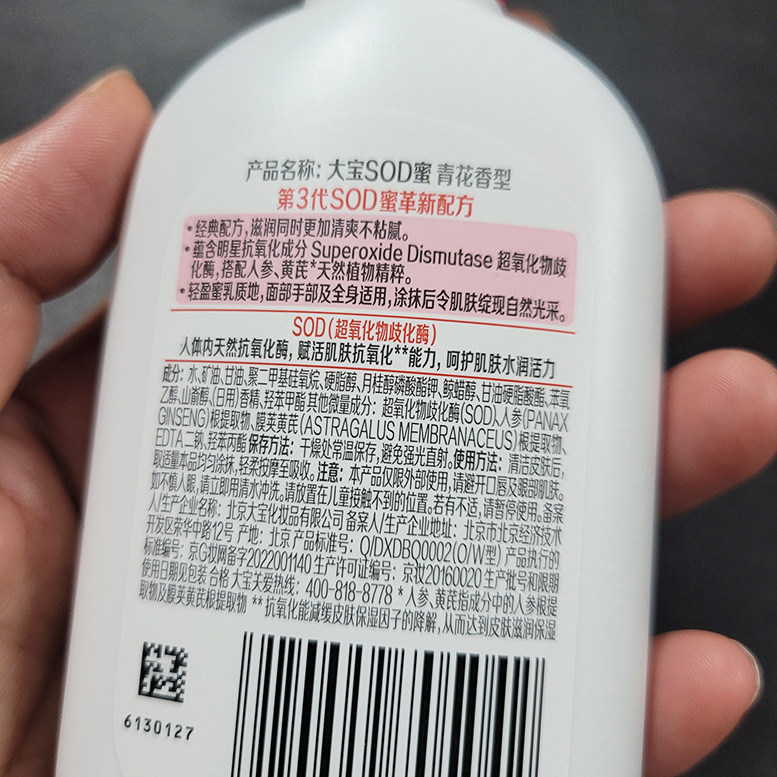 产品名称：大宝SOD蜜 青花香型
第3代SOD蜜革新配方
• 经典配方，滋润同时更加清爽不粘腻。
• 蕴含明星抗氧化成分 Superoxide Dismutase 超氧化物歧
化酶，搭配人参、黄芪*天然植物精粹。
• 轻盈蜜乳质地，面部手部及全身适用，涂抹后令肌肤绽现自然光采。
SOD（超氧化物歧化酶）
人体内天然抗氧化酶，赋活肌肤抗氧化**能力，呵护肌肤水润活力
成分：水、矿油、甘油、聚二甲基硅氧烷、硬脂醇、月桂醇磷酸酯钾、鲸蜡醇、甘油硬脂酸酯、苯氧
乙醇、山嵛醇、（日用）香精、羟苯甲酯 其他微量成分：超氧化物歧化酶(SOD)、人参(PANAX
GINSENG)根提取物、膜荚黄芪(ASTRAGALUS MEMBRANACEUS)根提取物、
EDTA二钠、羟苯丙酯 保存方法：干燥处常温保存，避免强光直射。使用方法：清洁皮肤后，
取适量本品均匀涂抹，轻柔按摩至吸收。注意：本产品仅限外部使用，请避开口唇及眼部肌肤。
如不慎入眼，请立即用清水冲洗。请放置在儿童接触不到的位置。若有不适，请暂停使用。备案
人/生产企业名称：北京大宝化妆品有限公司 备案人/生产企业地址：北京市北京经济技术
开发区荣华中路12号 产地：北京 产品标准号：Q/DXDBQ0002(O/W型) 产品执行的
标准编号：京G妆网备字2022001140 生产许可证编号：京妆20160020 生产批号和限期
使用日期见包装 合格 大宝关爱热线：400-818-8778 * 人参、黄芪指成分中的人参根提
取物及膜荚黄芪根提取物 ** 抗氧化能减缓皮肤保湿因子的降解，从而达到皮肤滋润保湿
6130127